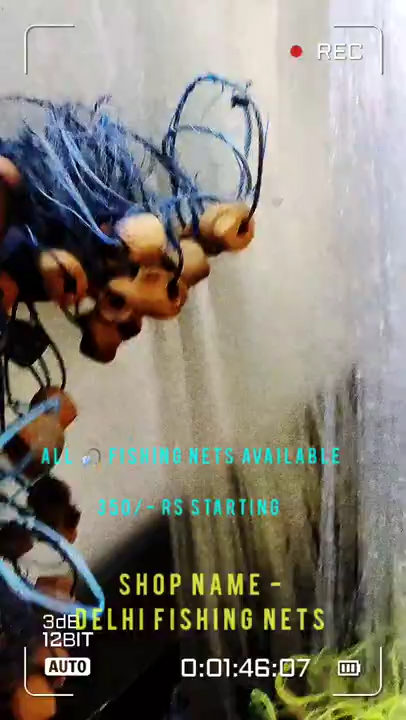 REC
ALL 🎣 FISHING NETS AVAILABLE
350/- RS STARTING
SHOP NAME -
DELHI FISHING NETS
3dB
12BIT
AUTO
0:01:46:07